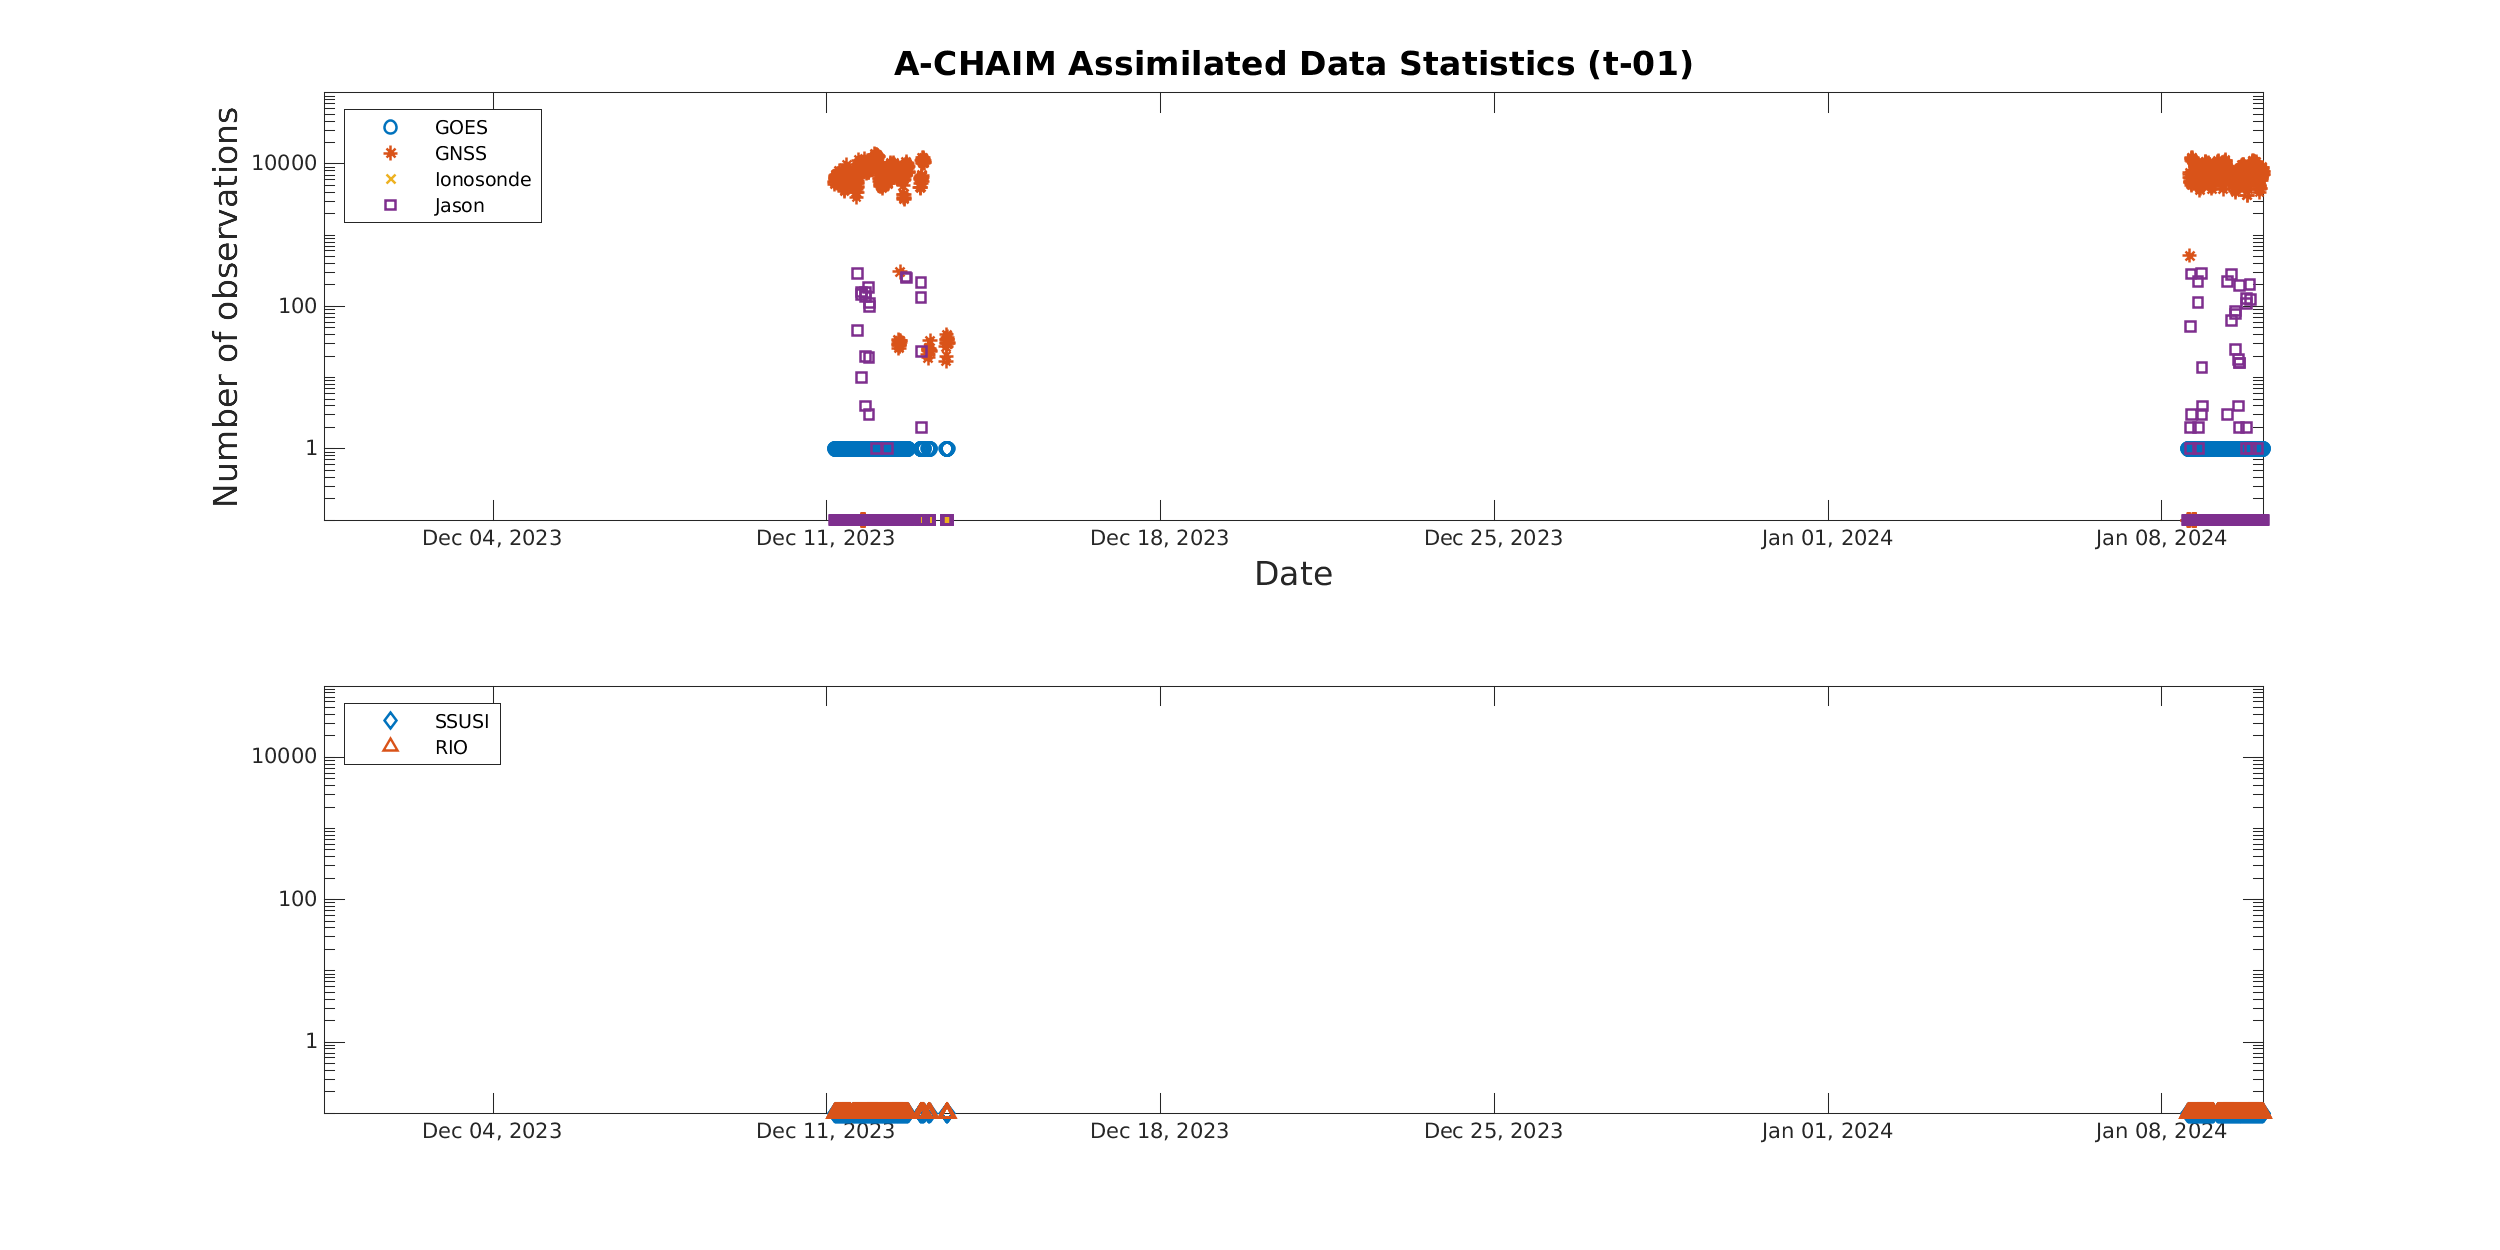 A-CHAIM Assimilated Data Statistics (t-01)
Number of observations
10000
100
1
GOES
GNSS
Ionosonde
Jason
Dec 04, 2023
Dec 11, 2023
Dec 18, 2023
Dec 25, 2023
Jan 01, 2024
Jan 08, 2024
Date
10000
100
1
SSUSI
RIO
Dec 04, 2023
Dec 11, 2023
Dec 18, 2023
Dec 25, 2023
Jan 01, 2024
Jan 08, 2024